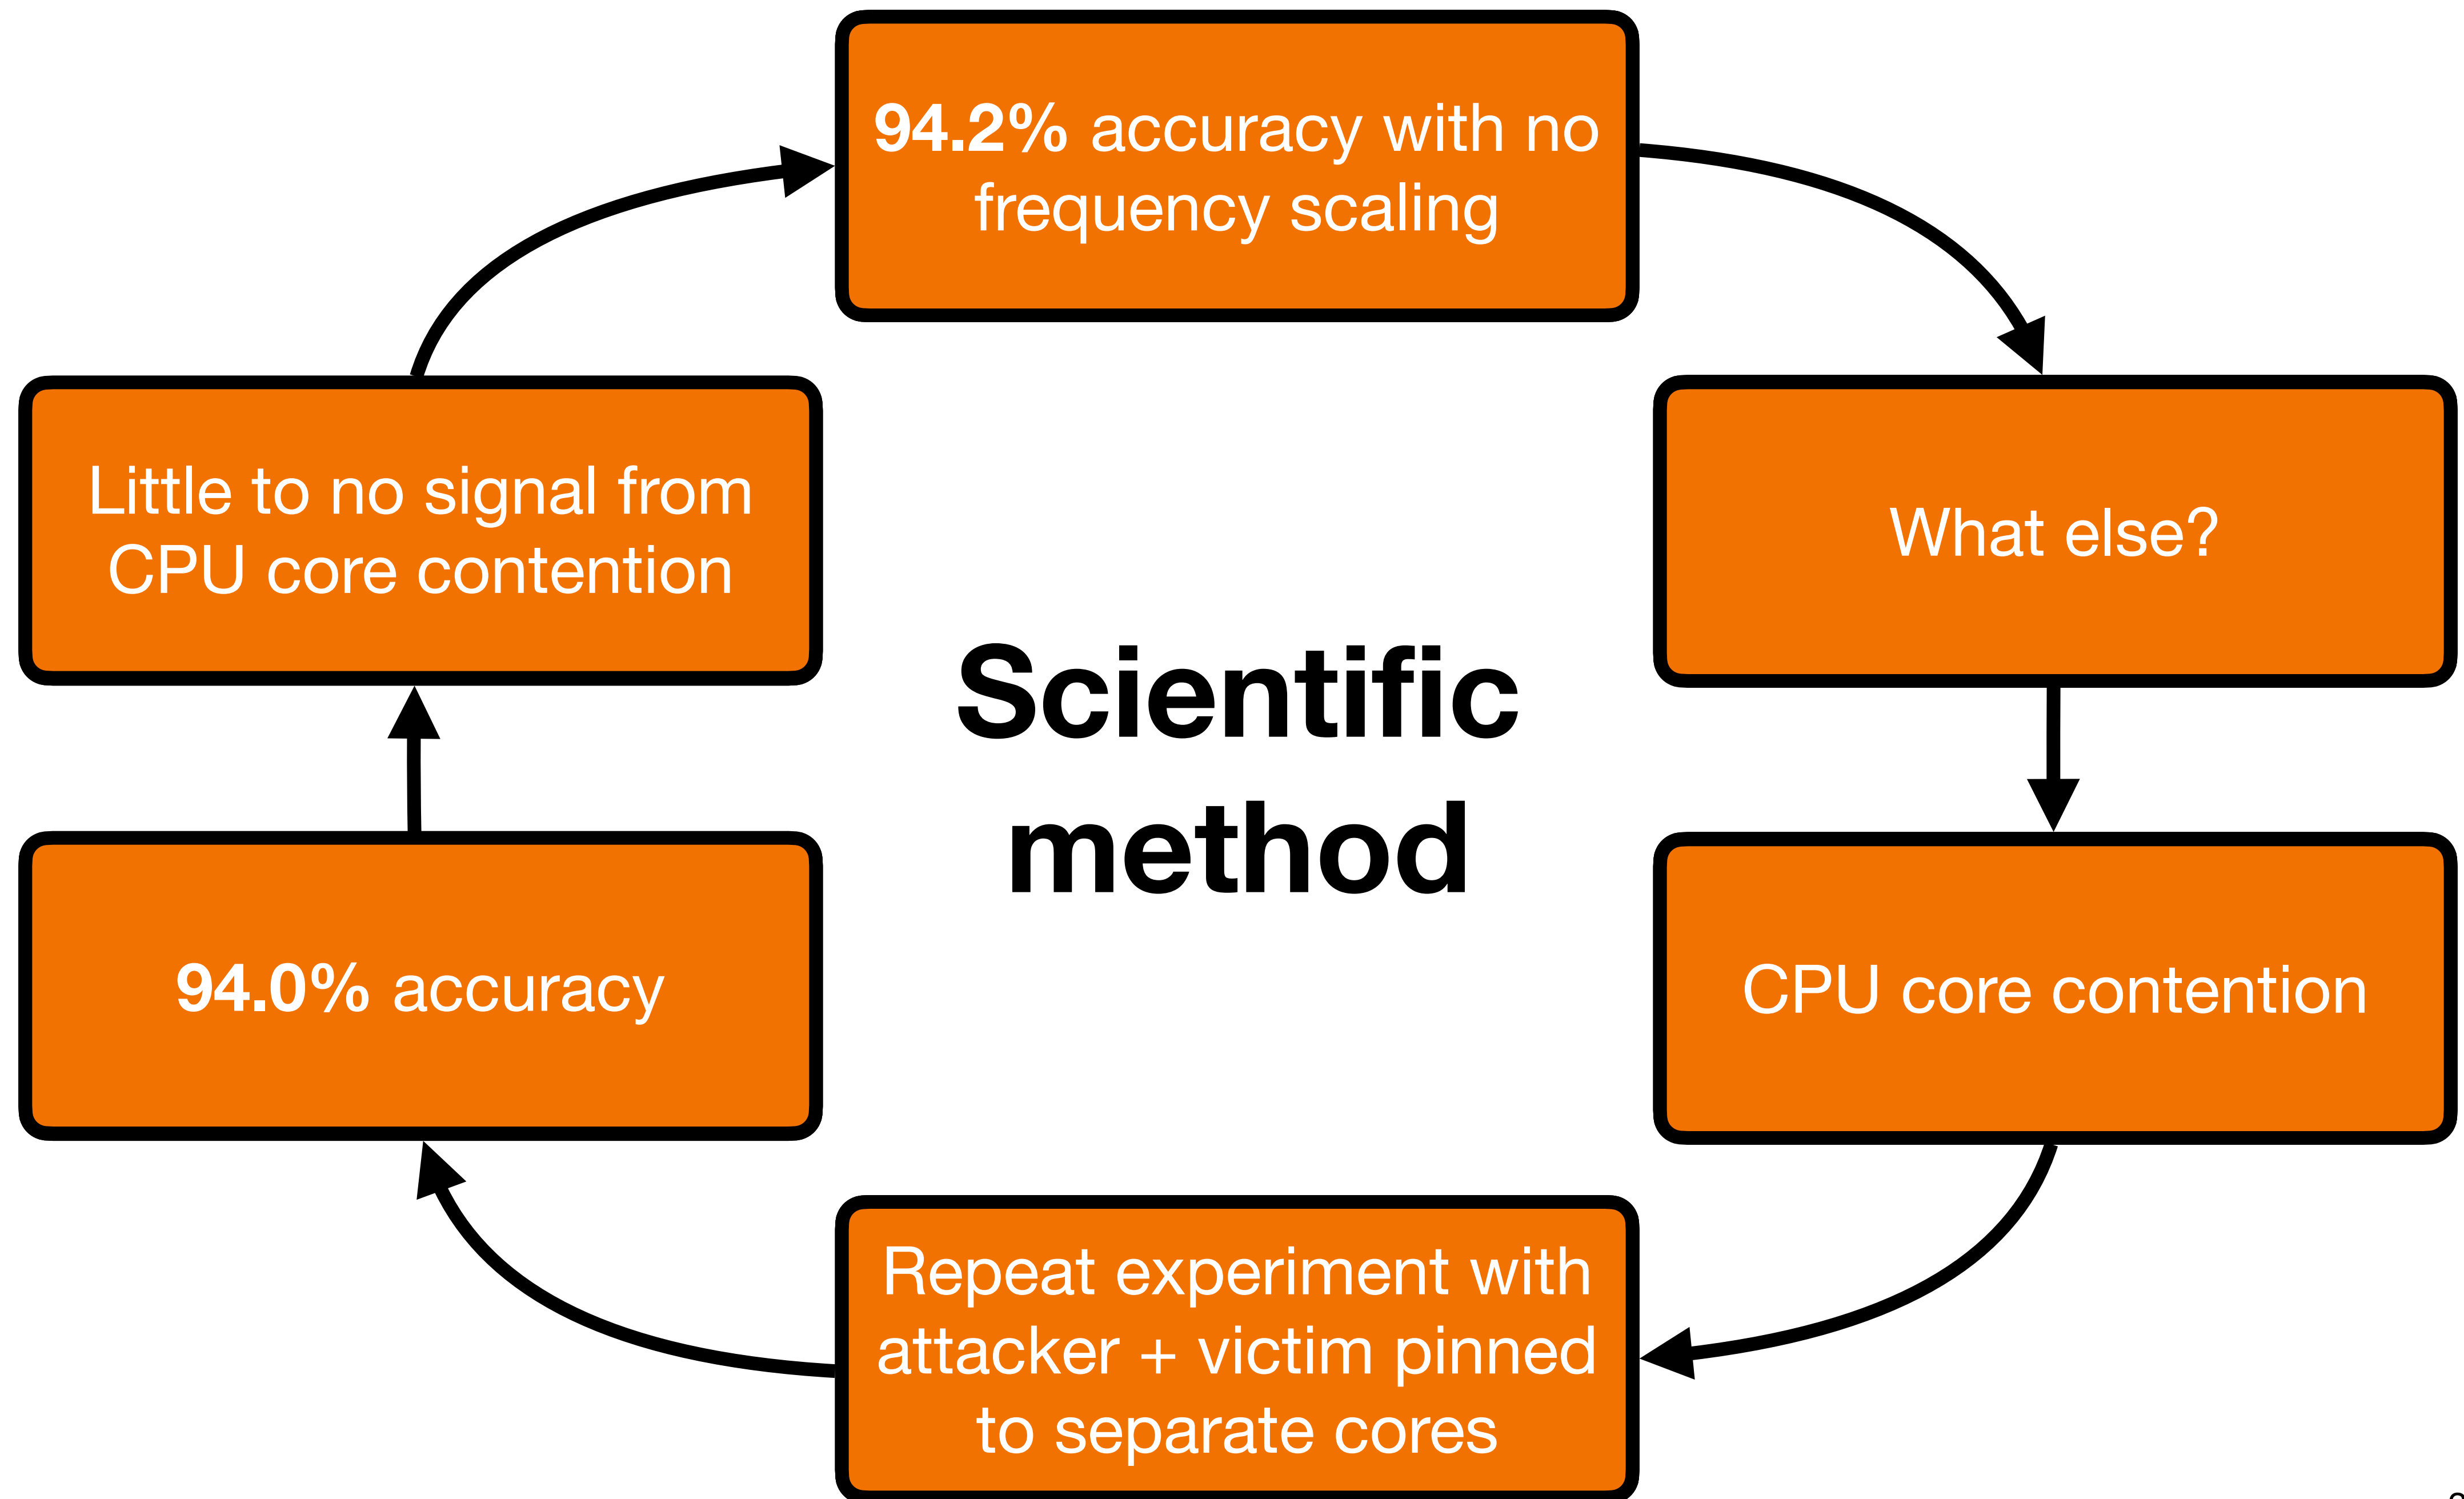 94.2% accuracy with no
frequency scaling
What else?
CPU core contention
Repeat experiment with
attacker + victim pinned
to separate cores
94.0% accuracy
Little to no signal from
CPU core contention
Scientific
method